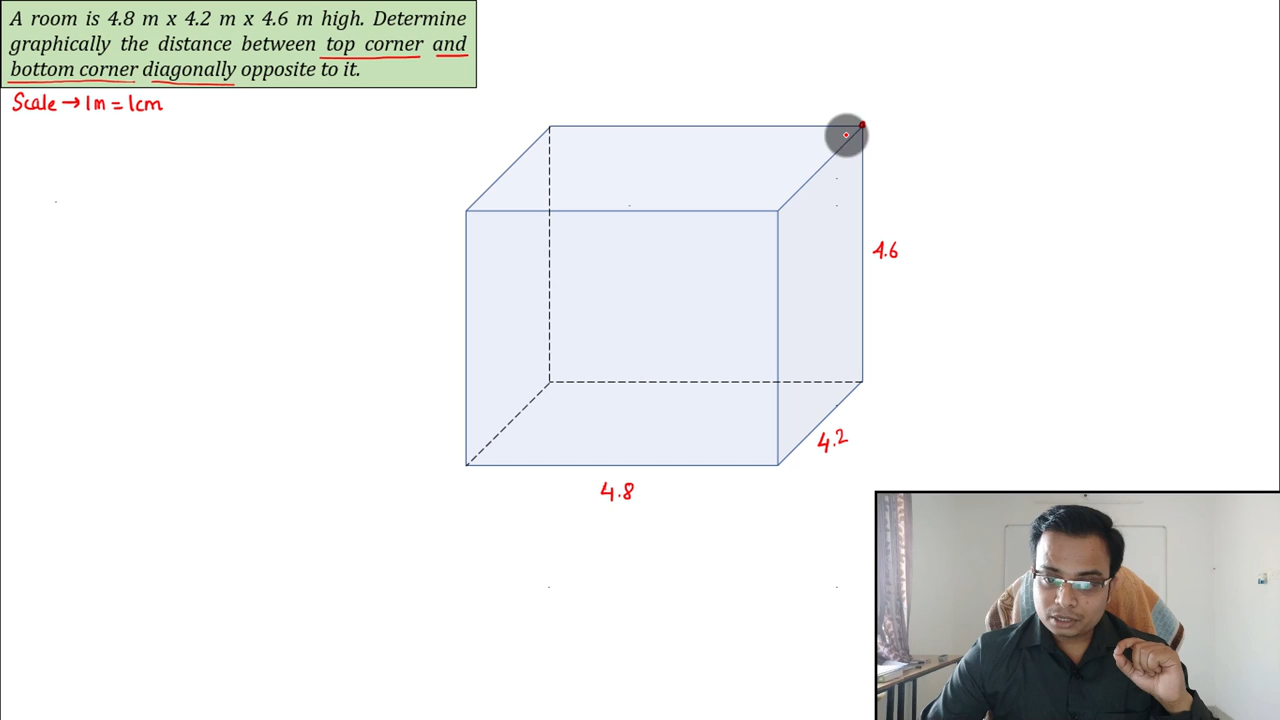 A room is 4.8 m x 4.2 m x 4.6 m high. Determine
graphically the distance between top corner and
bottom corner diagonally opposite to it.
Scale → 1m = 1cm
4.6
4.2
4.8